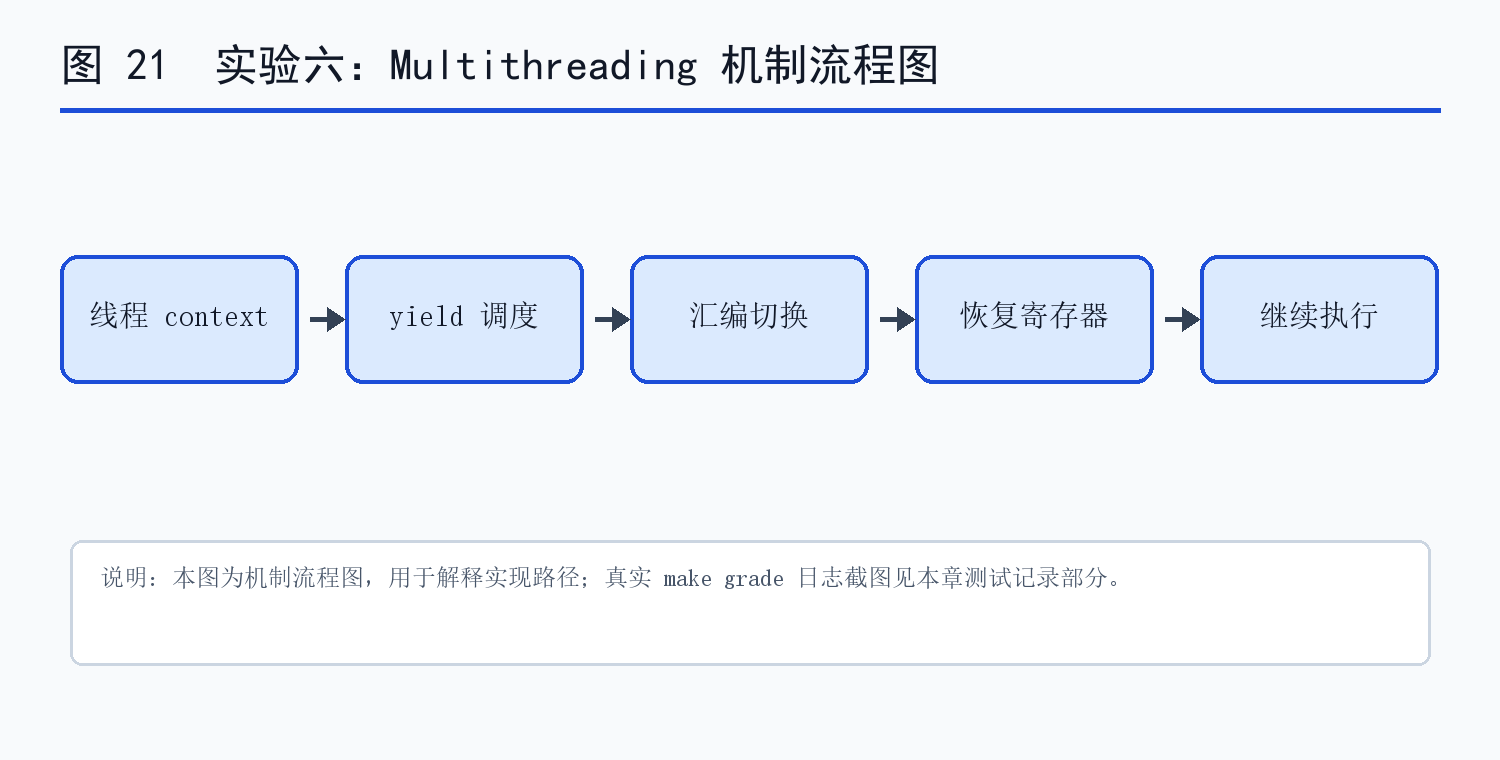 图 21  实验六：Multithreading 机制流程图
线程 context
yield 调度
汇编切换
恢复寄存器
继续执行
说明：本图为机制流程图，用于解释实现路径；真实 make grade 日志截图见本章测试记录部分。